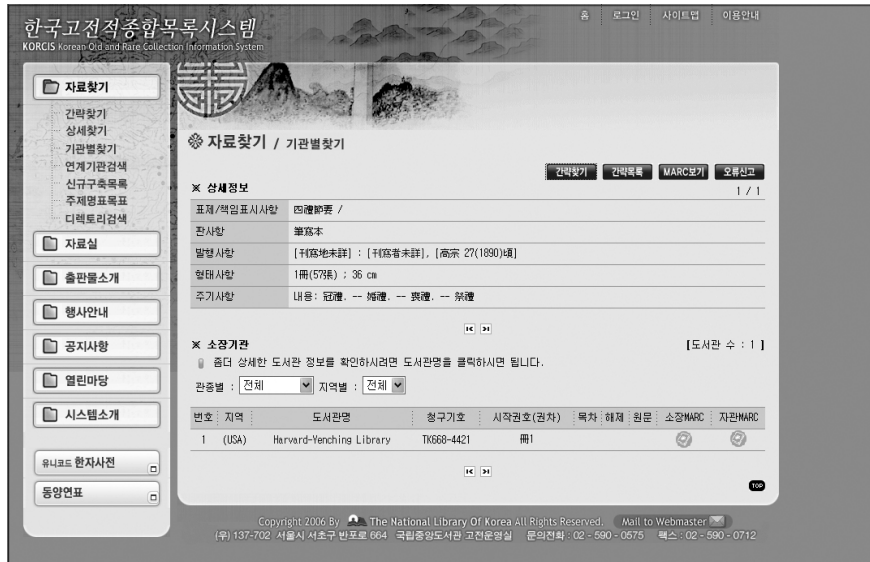 한국고전적종합목록시스템
KORCIS Korean Old and Rare Collection Information System
홈 로그인 사이트맵 이용안내
자료찾기
간략찾기
상세찾기
기관별찾기
연계기관검색
신규구축목록
주제명표목표
디렉토리검색
자료실
출판물소개
행사안내
공지사항
열린마당
시스템소개
유니코드 한자사전
동양연표
자료찾기 / 기관별찾기
간략찾기 간략목록 MARC보기 오류신고
※ 상세정보 1 / 1
표제/책임표시사항 四禮節要 /
판사항 筆寫本
발행사항 [刊寫地未詳] : [刊寫者未詳], [高宗 27(1890)頃]
형태사항 1冊(57張) ; 36 cm
주기사항 내용: 冠禮. -- 婚禮. -- 喪禮. -- 祭禮
※ 소장기관 [도서관 수 : 1 ]
좀더 상세한 도서관 정보를 확인하시려면 도서관명을 클릭하시면 됩니다.
관종별 : 전체 지역별 : 전체
번호 지역 도서관명 청구기호 시작권호(권차) 목차 해제 원문 소장MARC 자관MARC
1 (USA) Harvard-Yenching Library TK668-4421 冊1
TOP
Copyright 2006 By The National Library Of Korea All Rights Reserved. Mail to Webmaster
(우) 137-702 서울시 서초구 반포로 664 국립중앙도서관 고전운영실 문의전화 : 02 - 590 - 0575 팩스 : 02 - 590 - 0712